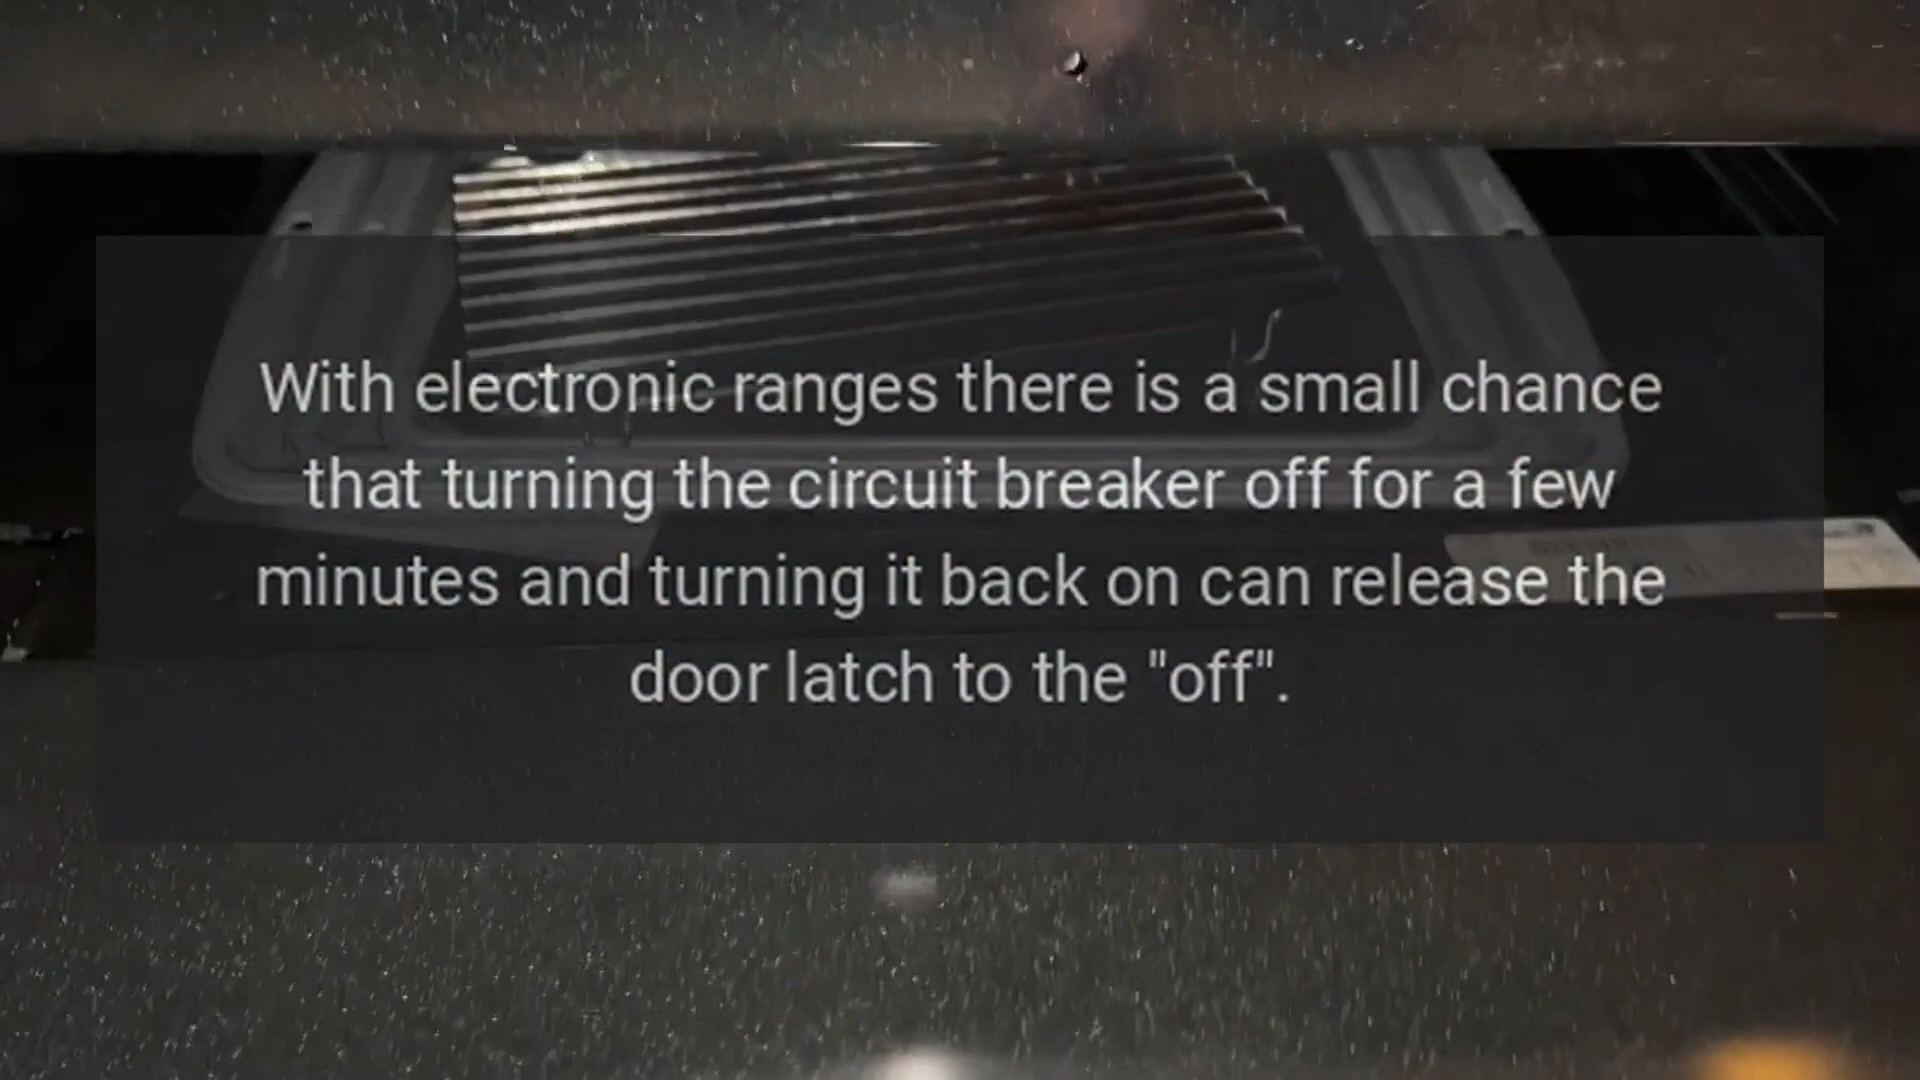 With electronic ranges there is a small chance
that turning the circuit breaker off for a few
minutes and turning it back on can release the
door latch to the "off".